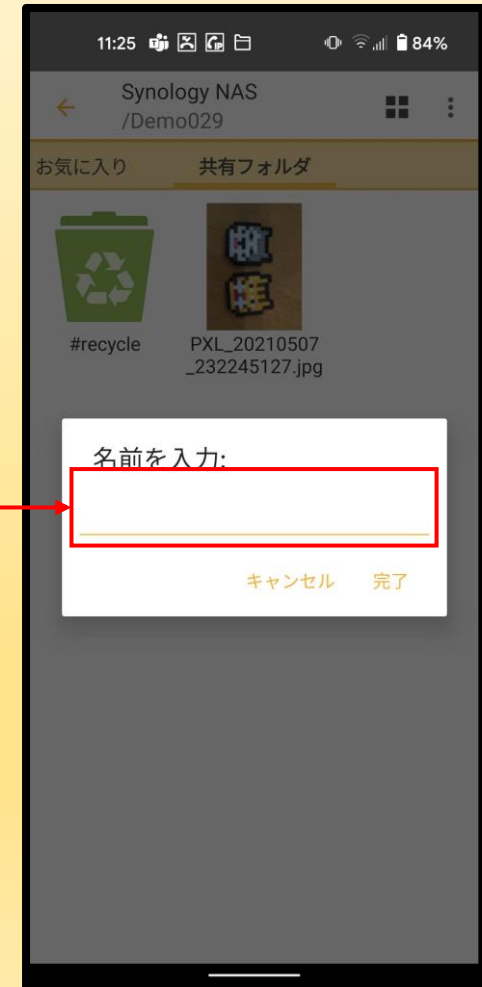 11:25
84%
Synology NAS
/Demo029
お気に入り
共有フォルダ
#recycle
PXL_20210507
_232245127.jpg
名前を入力:
キャンセル
完了